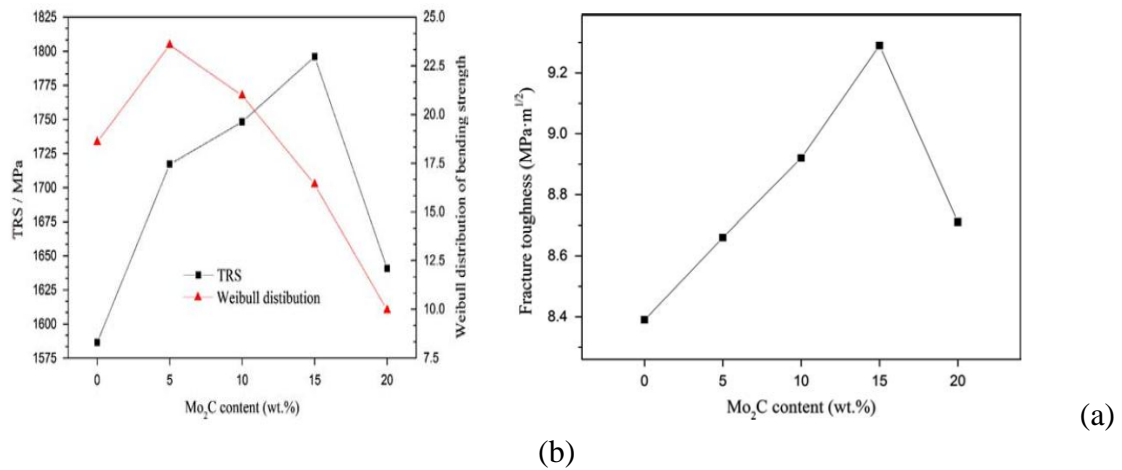 1825
1800
1775
1750
1725
1700
1675
1650
1625
1600
1575
TRS / MPa
25.0
22.5
20.0
17.5
15.0
12.5
10.0
7.5
Weibull distribution of bending strength
TRS
Weibull distibution
0 5 10 15 20
Mo₂C content (wt.%)
9.2
9.0
8.8
8.6
8.4
Fracture toughness (MPa·m^1/2)
0 5 10 15 20
Mo₂C content (wt.%)
(a)
(b)